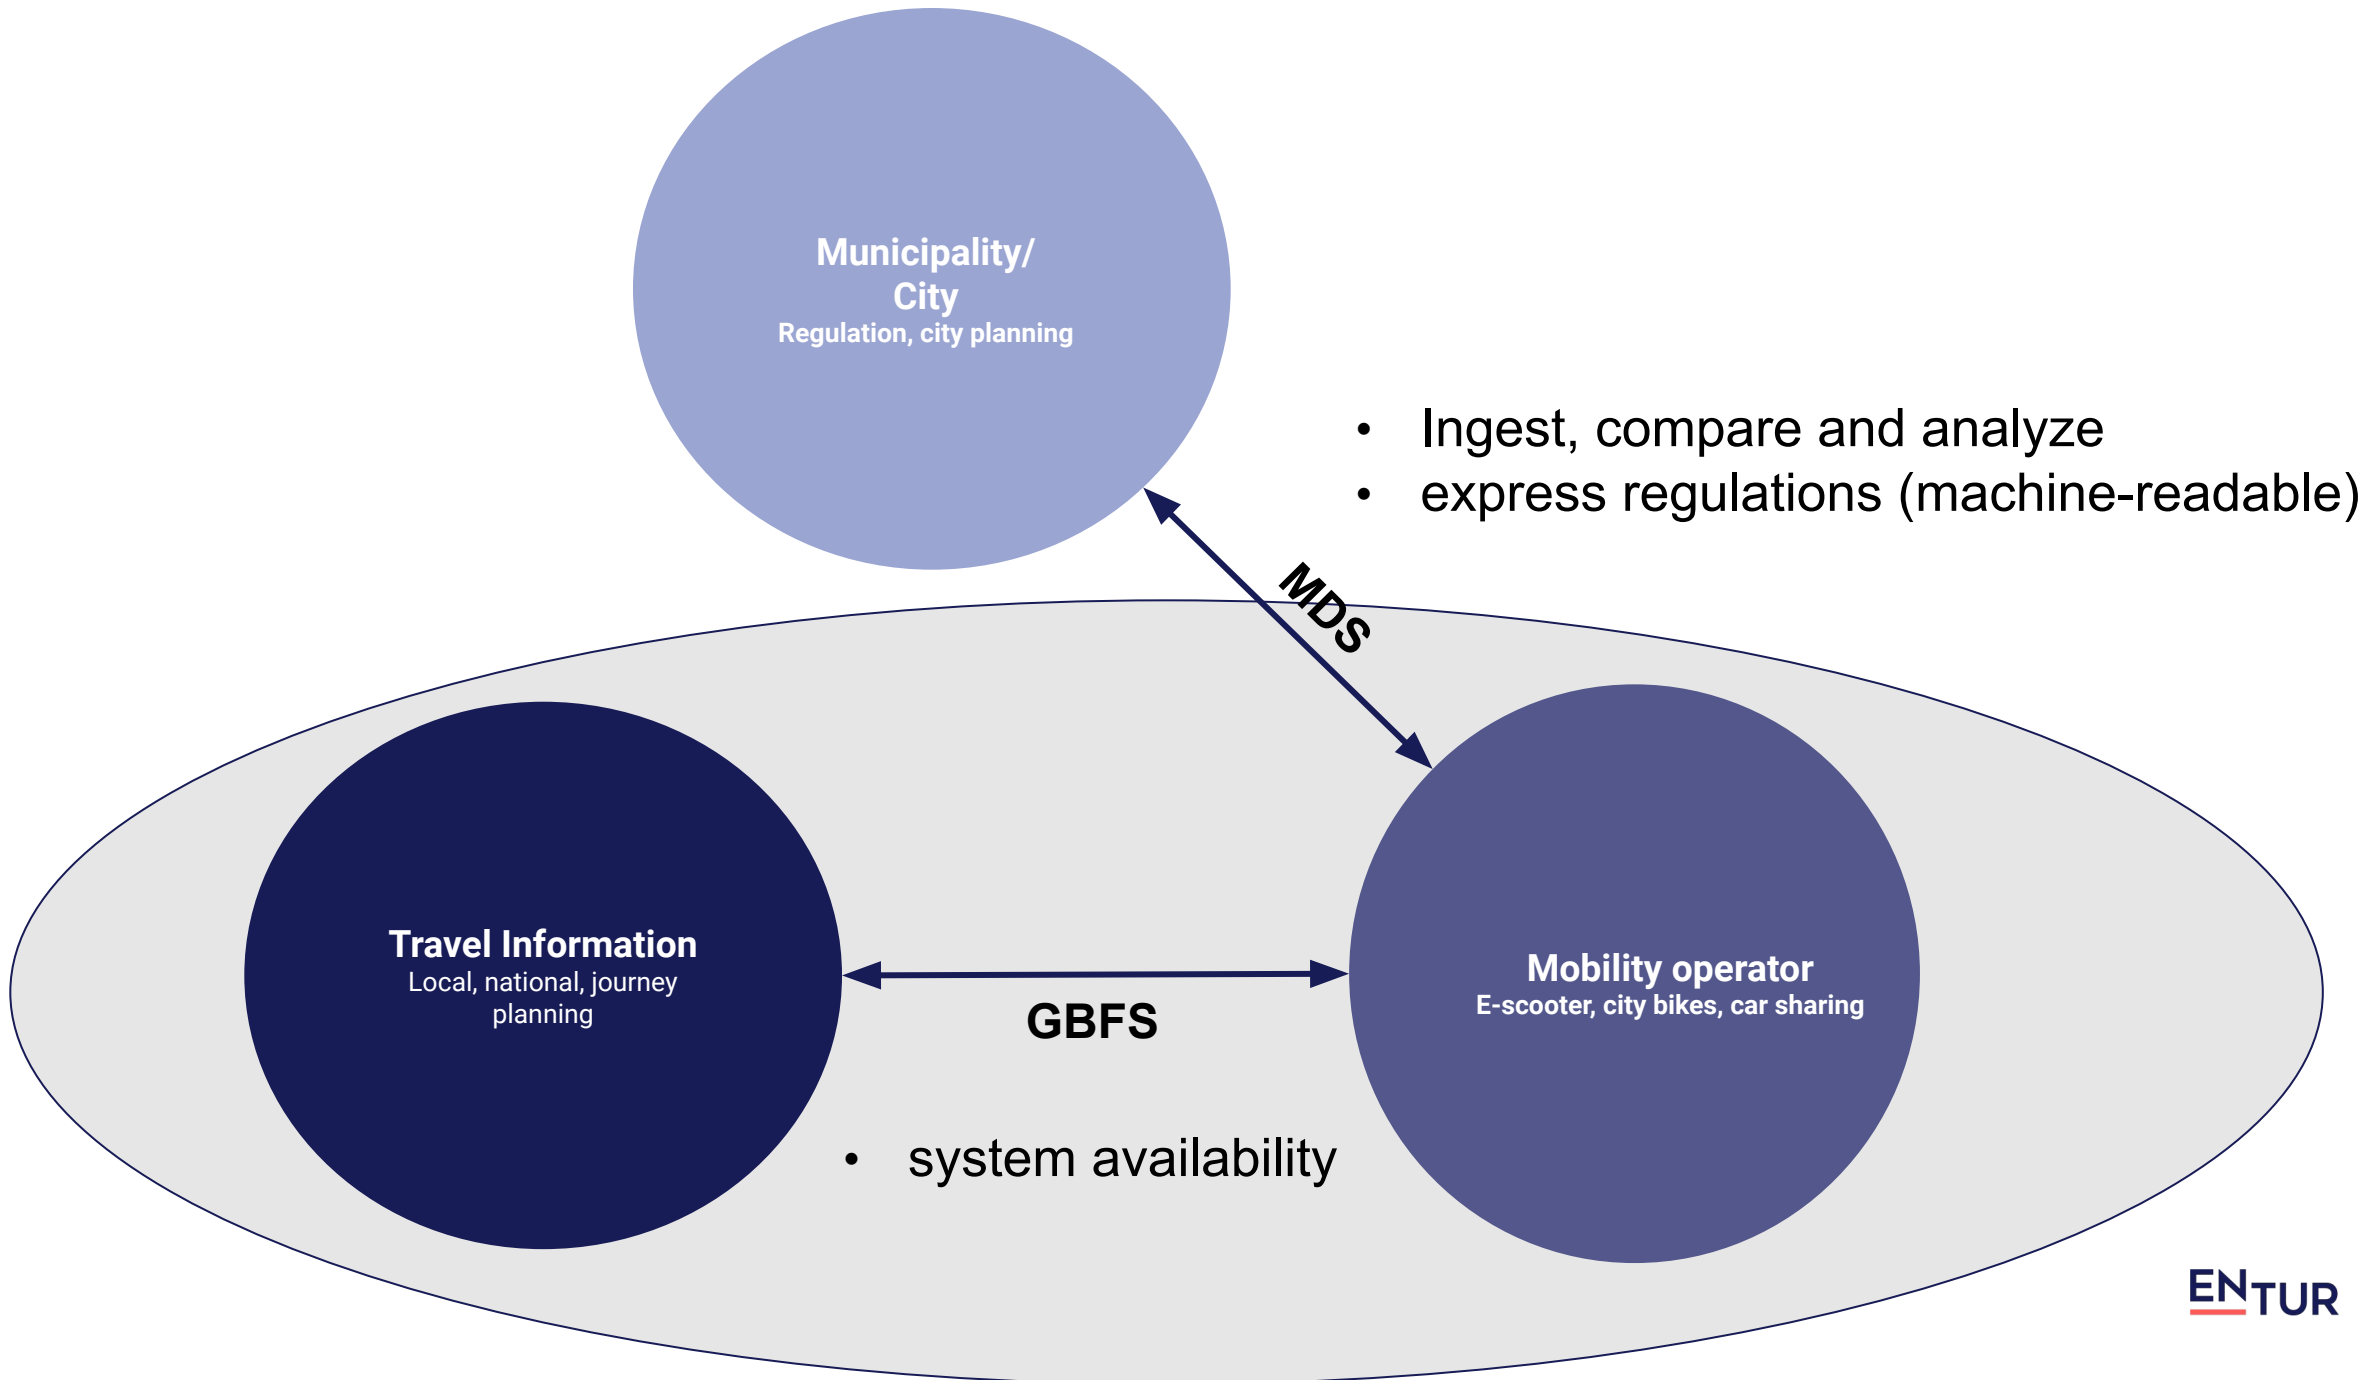 Municipality/
City
Regulation, city planning
• Ingest, compare and analyze
• express regulations (machine-readable)
MDS
Travel Information
Local, national, journey
planning
GBFS
Mobility operator
E-scooter, city bikes, car sharing
• system availability
ENTUR